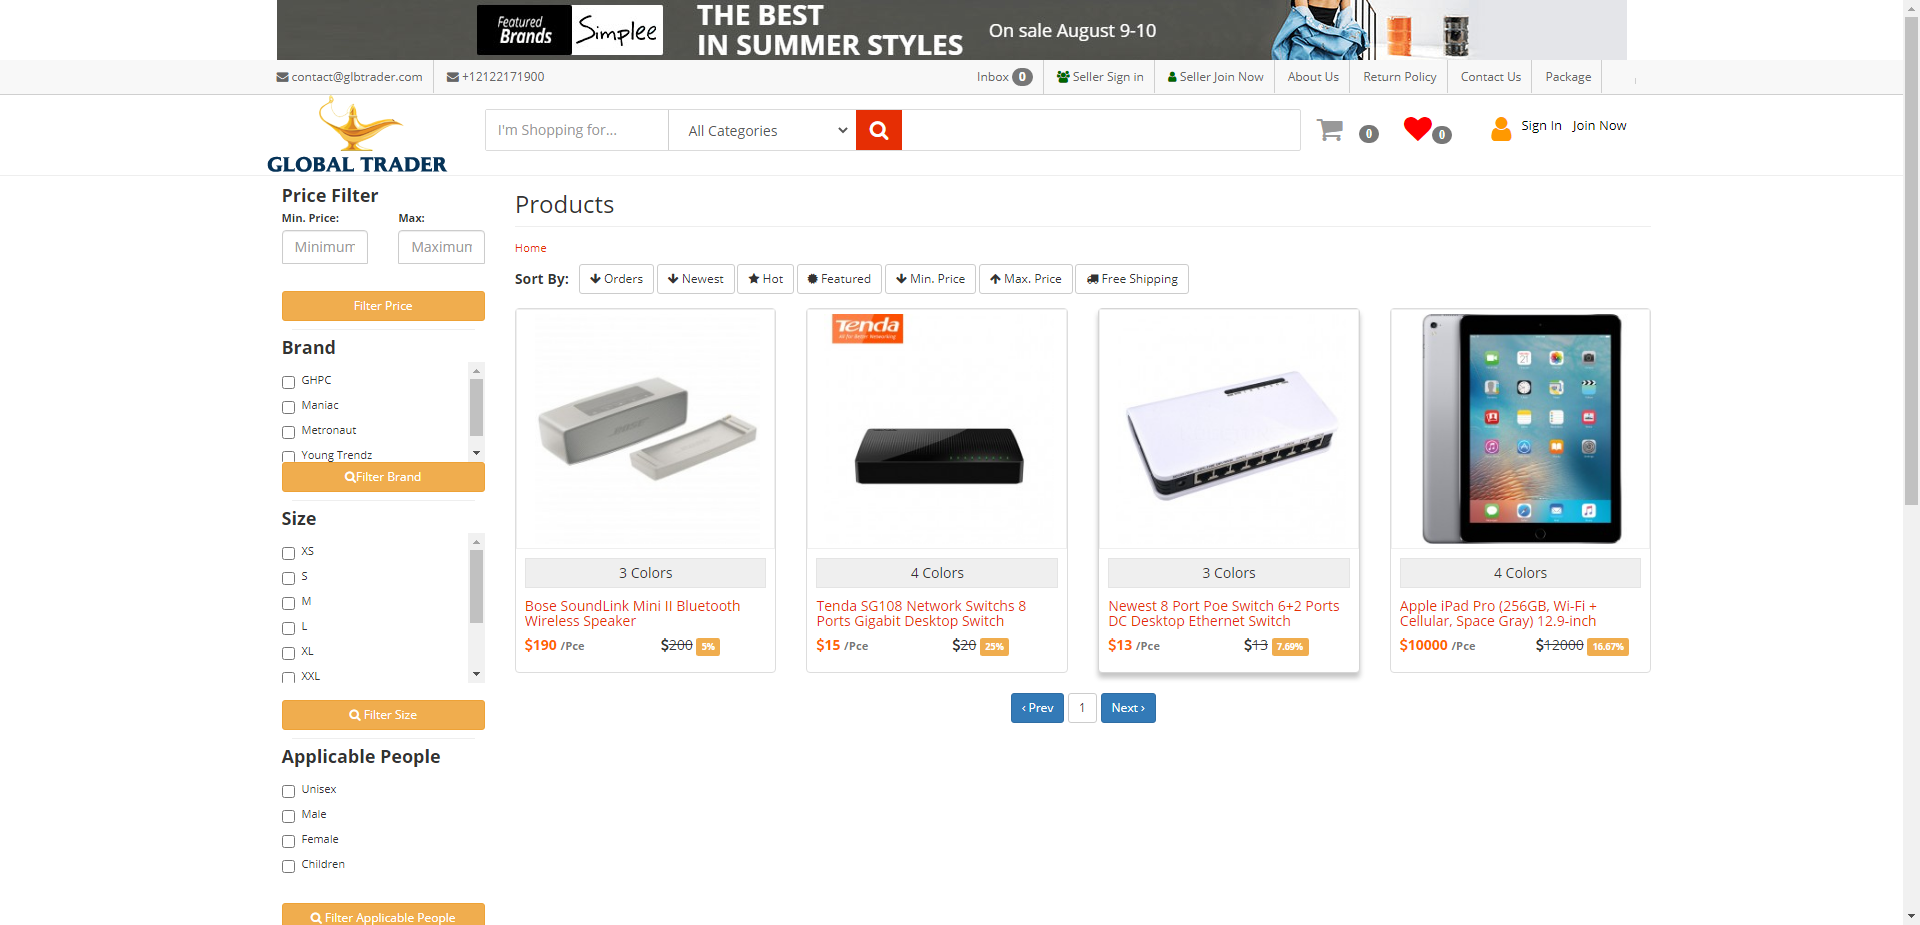 Featured
Brands
Simplee
THE BEST
IN SUMMER STYLES
On sale August 9-10
contact@glbtrader.com
+12122171900
Inbox 0
Seller Sign in
Seller Join Now
About Us
Return Policy
Contact Us
Package
GLOBAL TRADER
I'm Shopping for...
All Categories
0
0
Sign In
Join Now
Price Filter
Min. Price:
Max:
Minimum
Maximum
Filter Price
Brand
GHPC
Maniac
Metronaut
Young Trendz
Filter Brand
Size
XS
S
M
L
XL
XXL
Filter Size
Applicable People
Unisex
Male
Female
Children
Filter Applicable People
Products
Home
Sort By:
Orders
Newest
Hot
Featured
Min. Price
Max. Price
Free Shipping
3 Colors
Bose SoundLink Mini II Bluetooth
Wireless Speaker
$190 /Pce
$200 5%
Tenda
4 Colors
Tenda SG108 Network Switchs 8
Ports Gigabit Desktop Switch
$15 /Pce
$20 25%
3 Colors
Newest 8 Port Poe Switch 6+2 Ports
DC Desktop Ethernet Switch
$13 /Pce
$13 7.69%
4 Colors
Apple iPad Pro (256GB, Wi-Fi +
Cellular, Space Gray) 12.9-inch
$10000 /Pce
$12000 16.67%
‹ Prev
1
Next ›